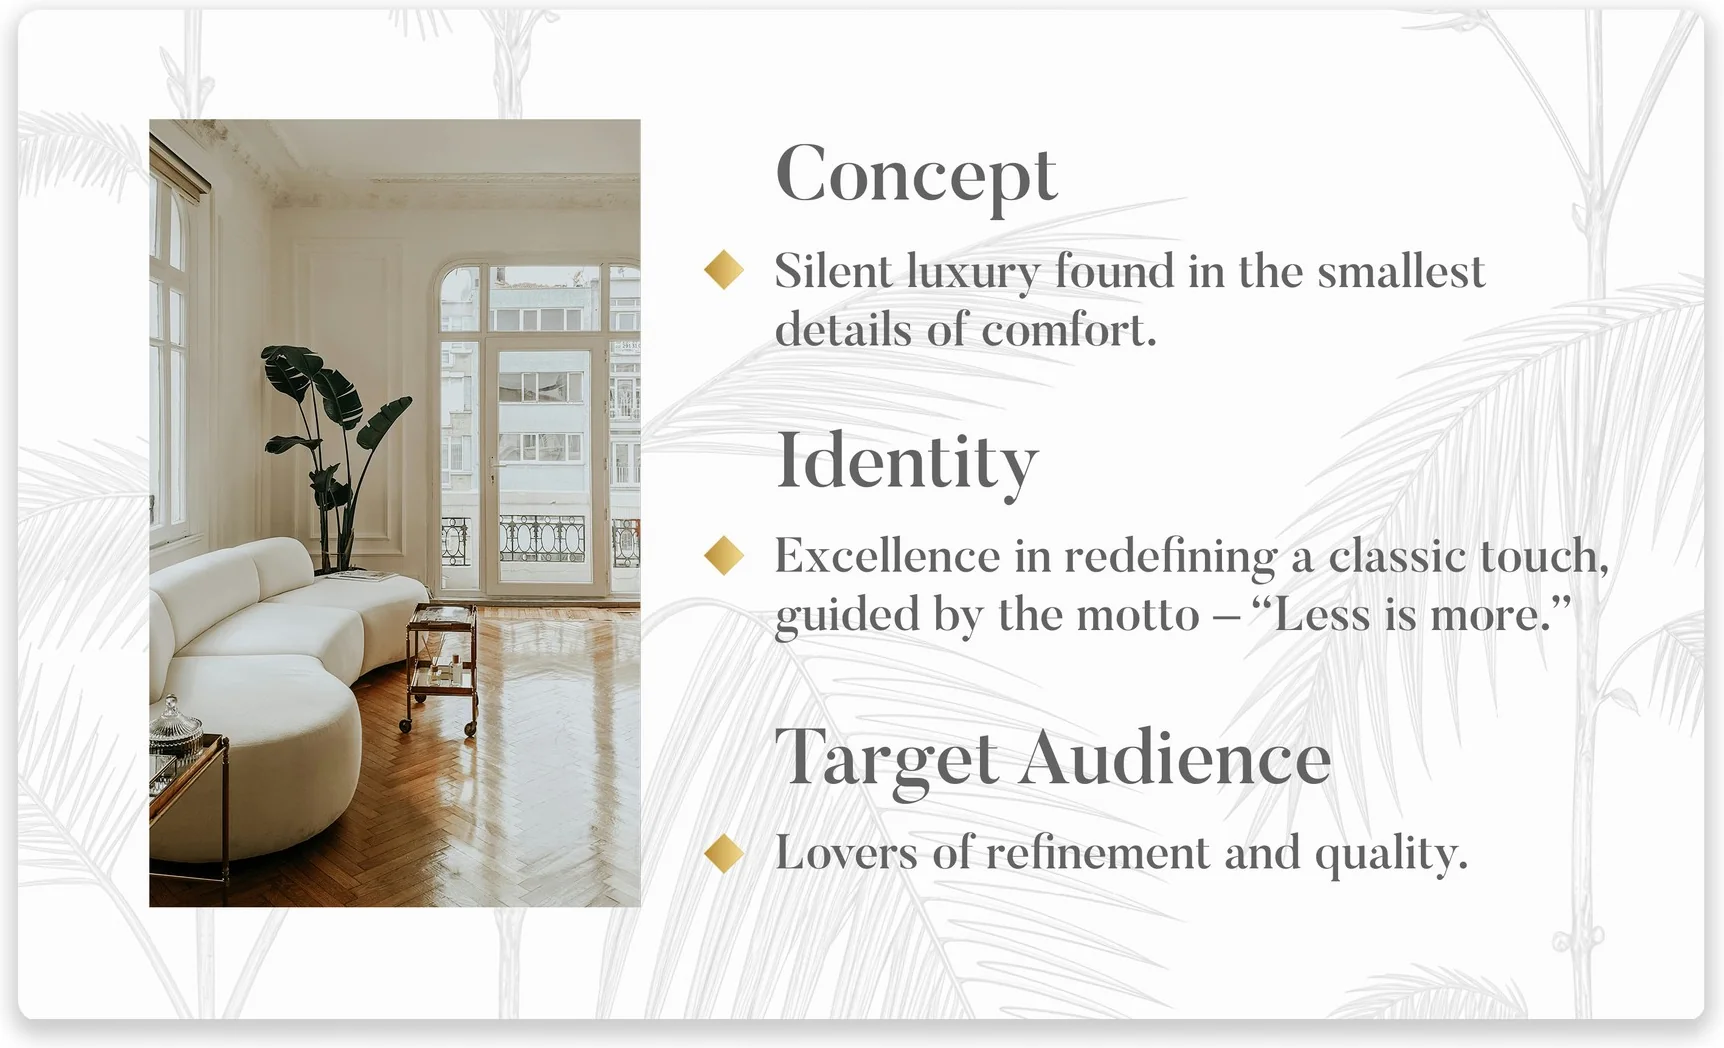 Concept
Silent luxury found in the smallest
details of comfort.
Identity
Excellence in redefining a classic touch,
guided by the motto – “Less is more.”
Target Audience
Lovers of refinement and quality.